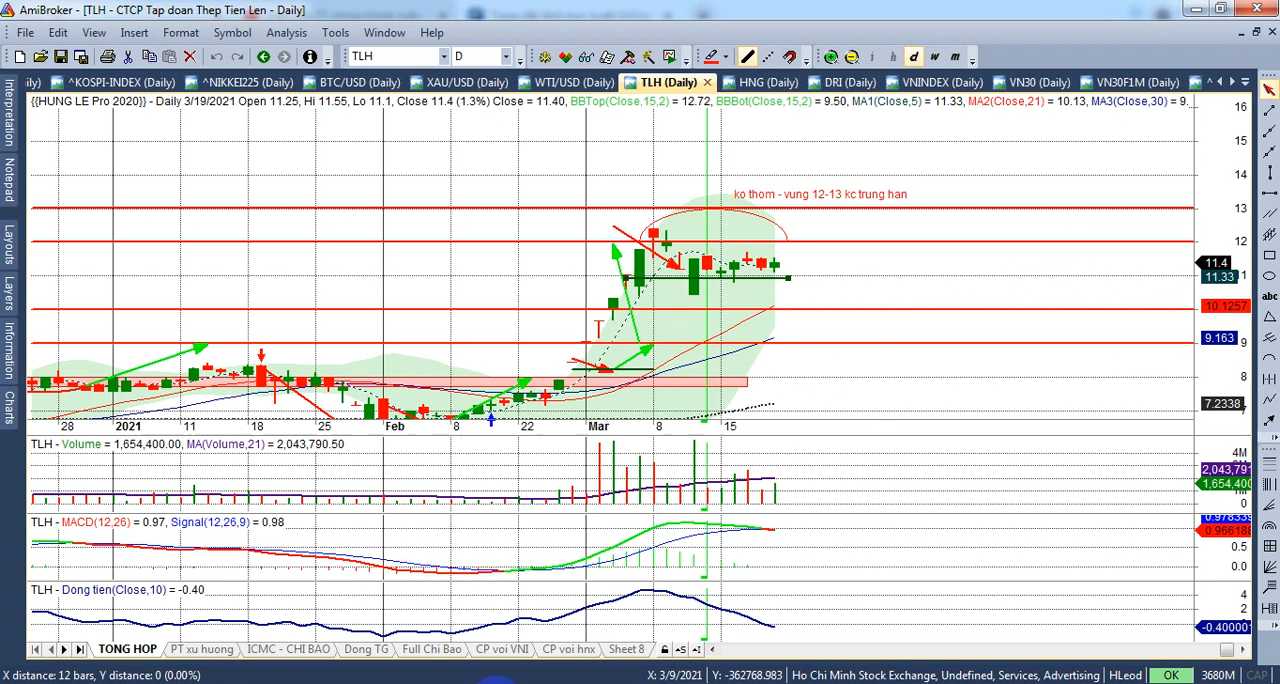 AmiBroker - [TLH - CTCP Tap doan Thep Tien Len - Daily]
File Edit View Insert Format Symbol Analysis Tools Window Help
TLH D i h d w m
ily) ^KOSPI-INDEX (Daily) ^NIKKEI225 (Daily) BTC/USD (Daily) XAU/USD (Daily) WTI/USD (Daily) TLH (Daily) HNG (Daily) DRI (Daily) VNINDEX (Daily) VN30 (Daily) VN30F1M (Daily)
{{HUNG LE Pro 2020}} - Daily 3/19/2021 Open 11.25, Hi 11.55, Lo 11.1, Close 11.4 (1.3%) Close = 11.40, BBTop(Close,15,2) = 12.72, BBBot(Close,15,2) = 9.50, MA1(Close,5) = 11.33, MA2(Close,21) = 10.13, MA3(Close,30) = 9.
Interpretation
Notepad
Layouts
Layers
Information
Charts
abc
ko thom - vung 12-13 kc trung han
16
15
14
13
12
11.4
11.33
10.1257
9.163
9
8
7.2338
28 2021 11 18 25 Feb 8 22 Mar 8 15
TLH - Volume = 1,654,400.00, MA(Volume,21) = 2,043,790.50
4M
2,043,791
1,654,400
0
TLH - MACD(12,26) = 0.97, Signal(12,26,9) = 0.98
0.978339
0.966188
0.5
0.0
TLH - Dong tien(Close,10) = -0.40
4
2
-0.40000
TONG HOP PT xu huong ICMC - CHI BAO Dong TG Full Chi Bao CP voi VNI CP voi hnx Sheet 8
X distance: 12 bars, Y distance: 0 (0.00%) X: 3/9/2021 Y: -362768.983 Ho Chi Minh Stock Exchange, Undefined, Services, Advertising HLeod OK 3680M CAP